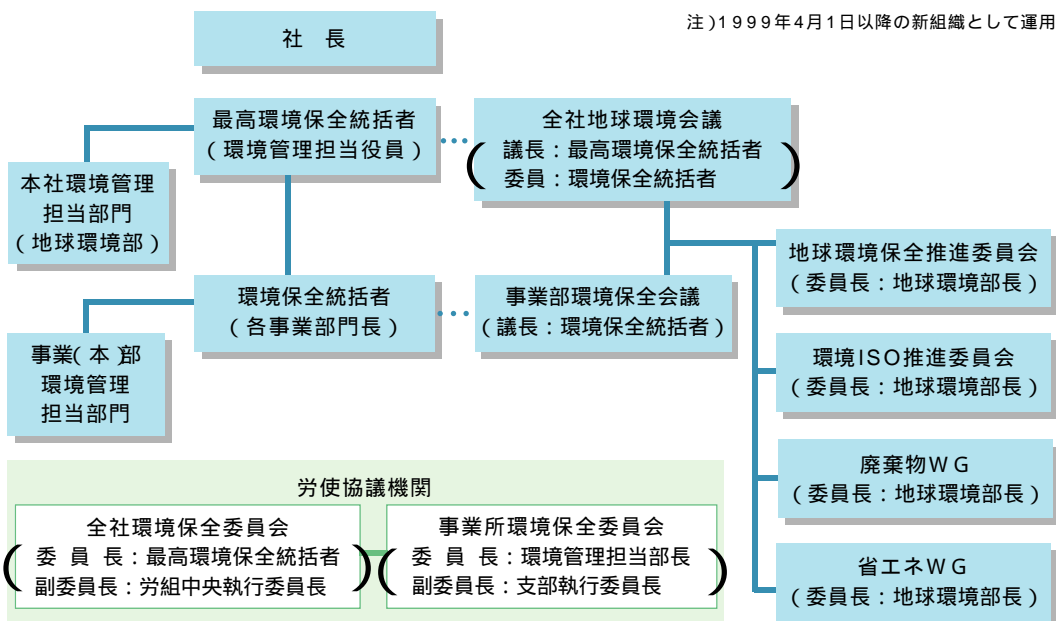 注)1999年4月1日以降の新組織として運用
社 長
最高環境保全統括者
(環境管理担当役員)
全社地球環境会議
(議長:最高環境保全統括者
委員:環境保全統括者)
本社環境管理
担当部門
(地球環境部)
地球環境保全推進委員会
(委員長:地球環境部長)
環境保全統括者
(各事業部門長)
事業部環境保全会議
(議長:環境保全統括者)
事業(本)部
環境管理
担当部門
環境ISO推進委員会
(委員長:地球環境部長)
廃棄物WG
(委員長:地球環境部長)
省エネWG
(委員長:地球環境部長)
労使協議機関
全社環境保全委員会
(委 員 長:最高環境保全統括者
副委員長:労組中央執行委員長)
事業所環境保全委員会
(委 員 長:環境管理担当部長
副委員長:支部執行委員長)